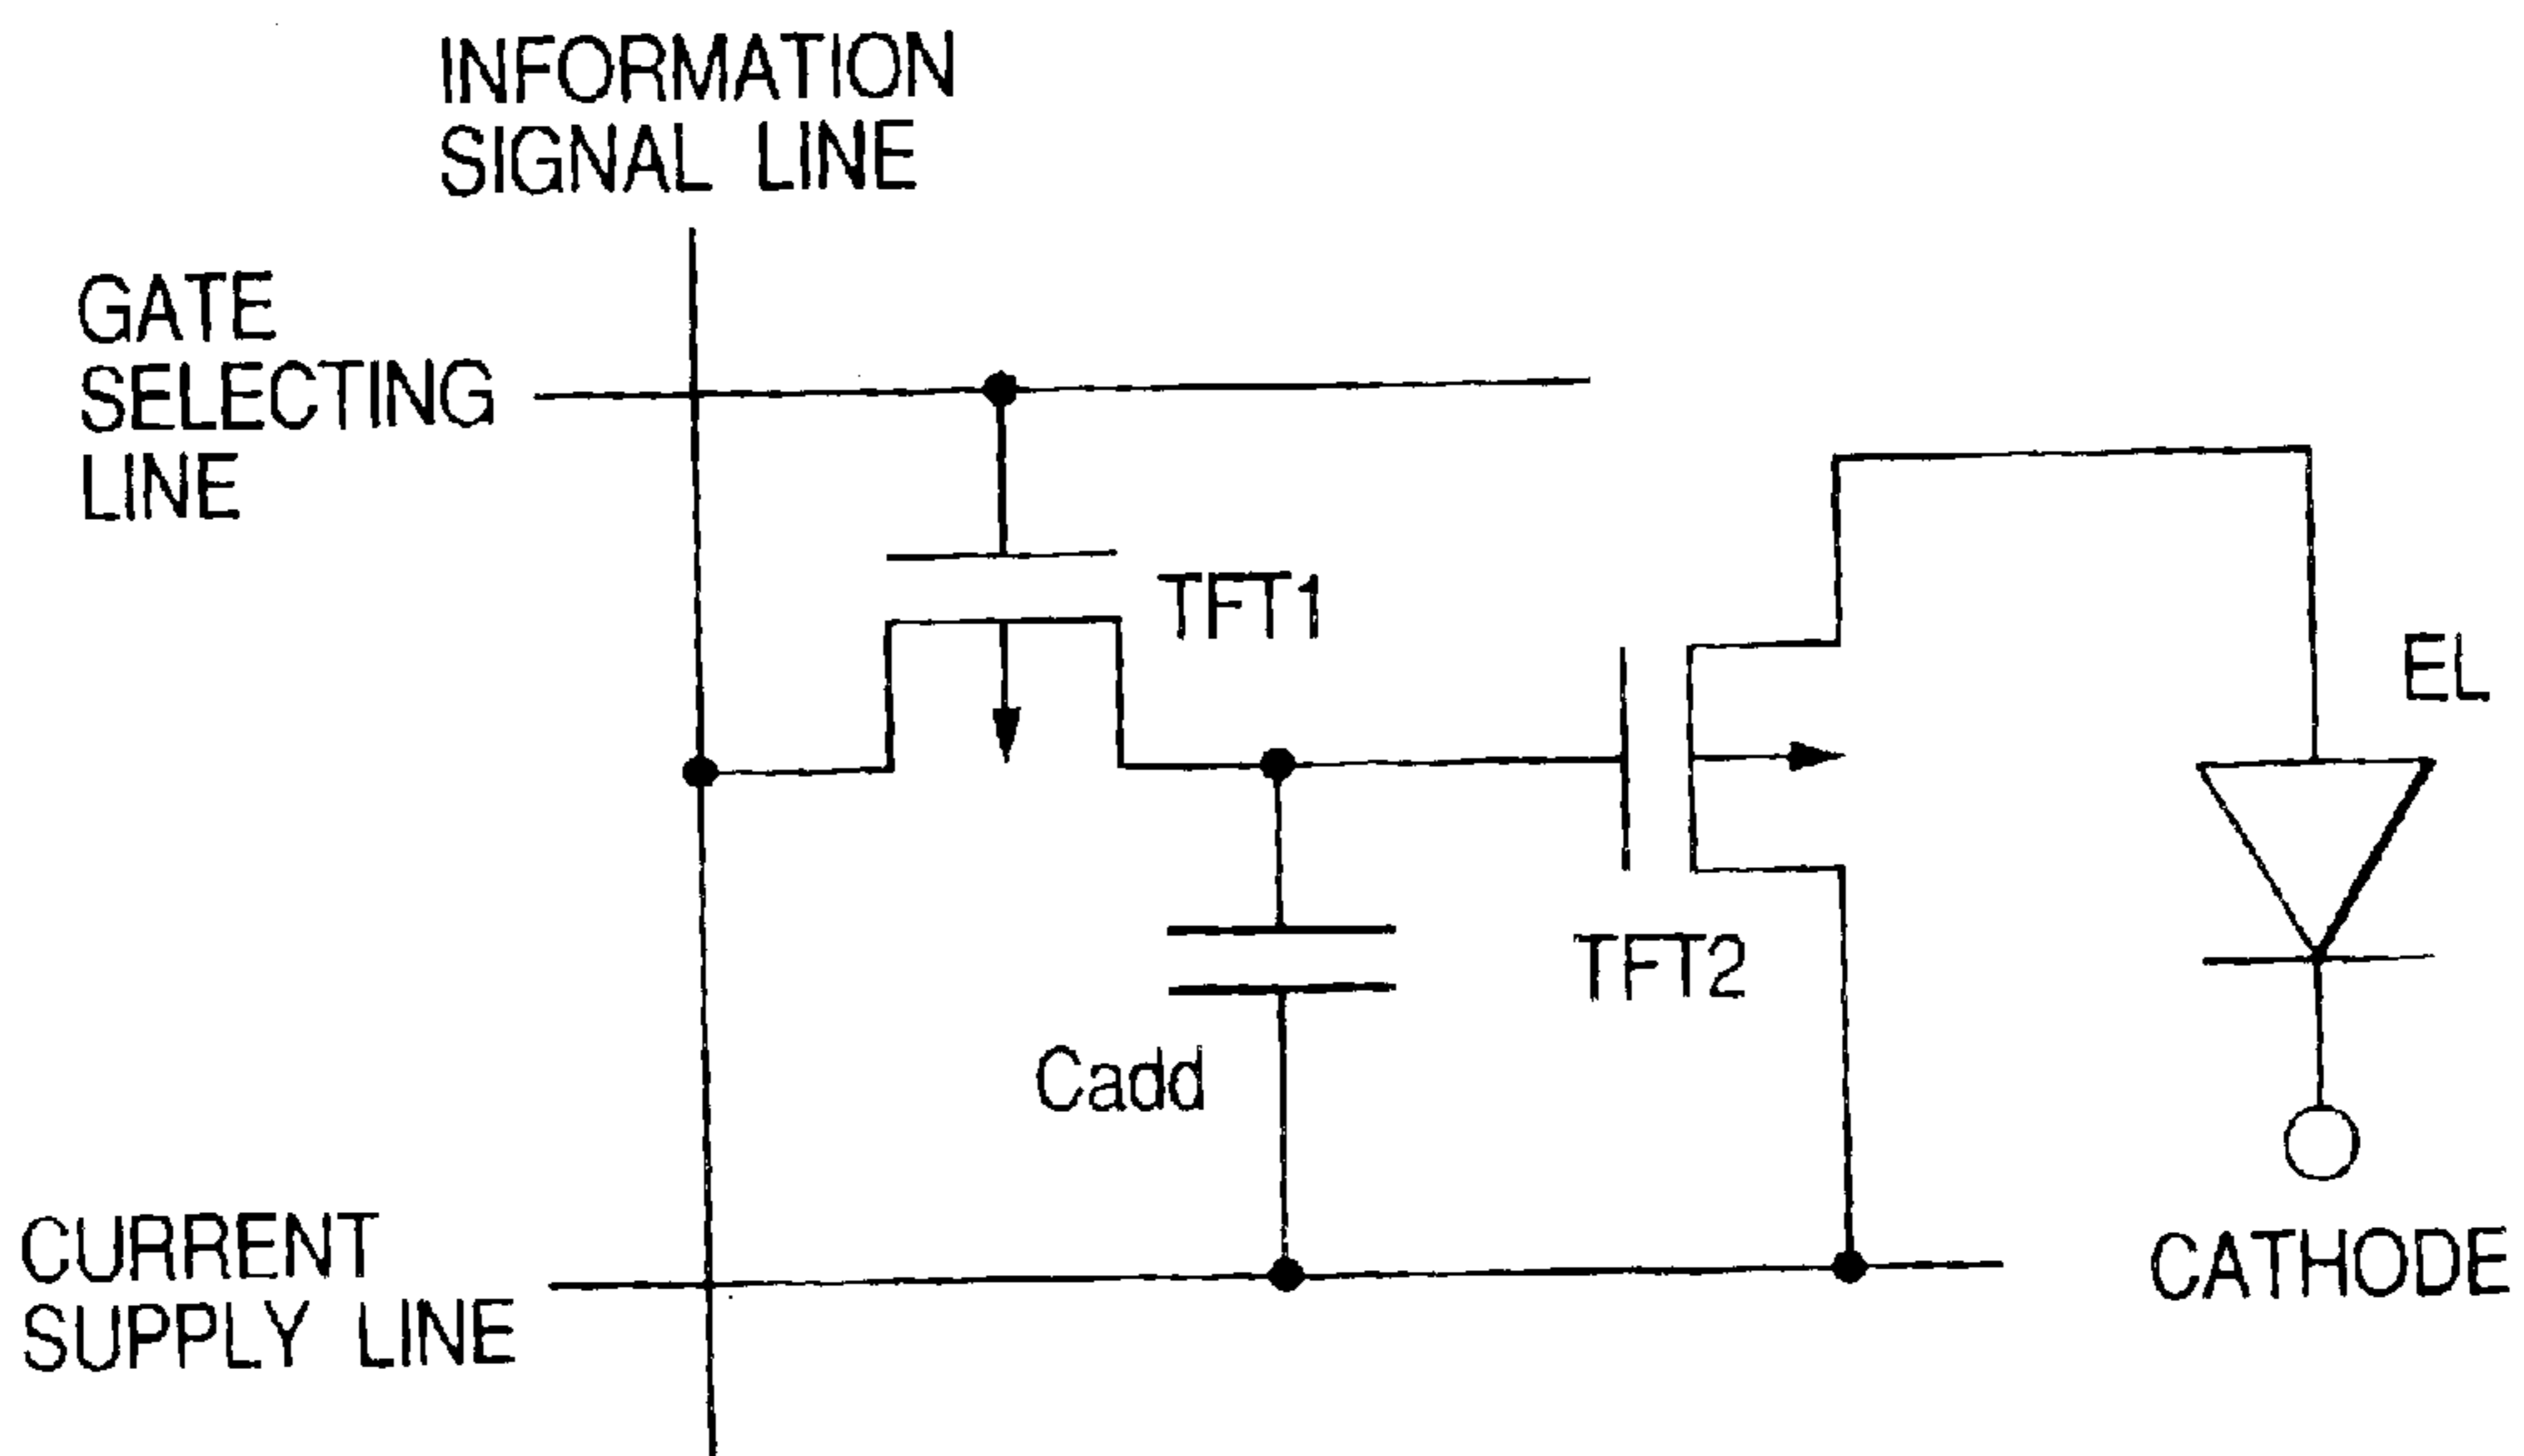 INFORMATION
SIGNAL LINE
GATE
SELECTING
LINE
TFT1
EL
TFT2
Cadd
CURRENT
SUPPLY LINE
CATHODE